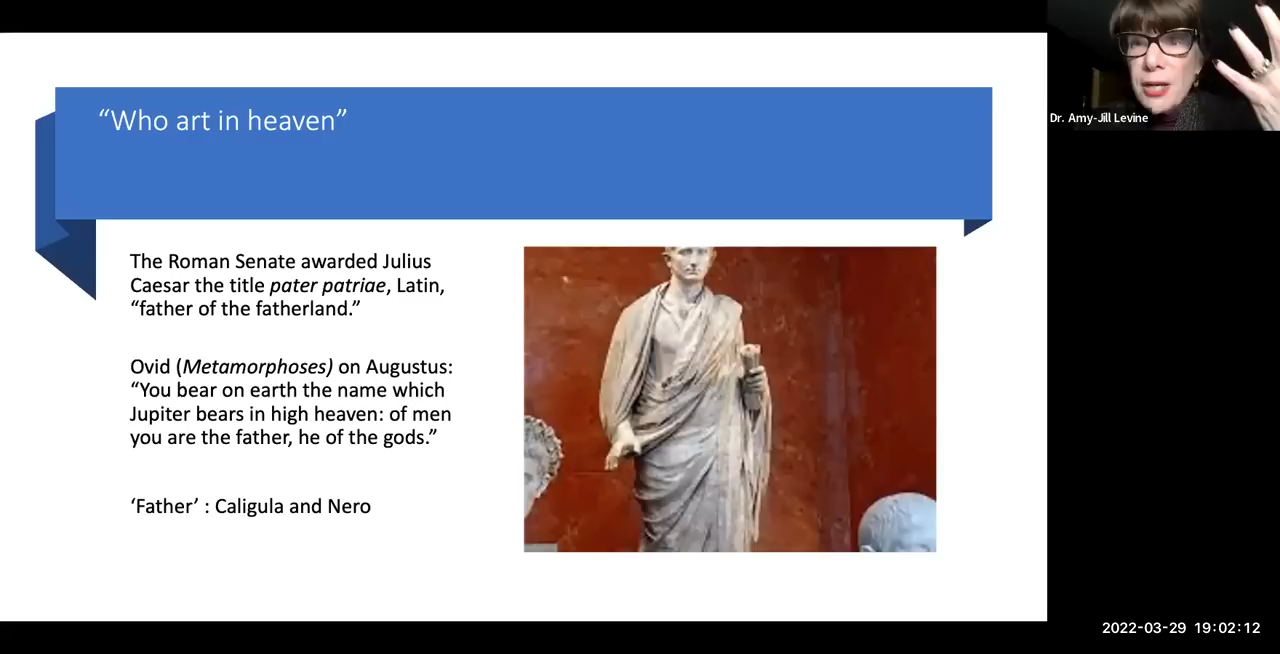 “Who art in heaven”
The Roman Senate awarded Julius
Caesar the title pater patriae, Latin,
“father of the fatherland.”
Ovid (Metamorphoses) on Augustus:
“You bear on earth the name which
Jupiter bears in high heaven: of men
you are the father, he of the gods.”
‘Father’ : Caligula and Nero
Dr. Amy-Jill Levine
2022-03-29 19:02:12